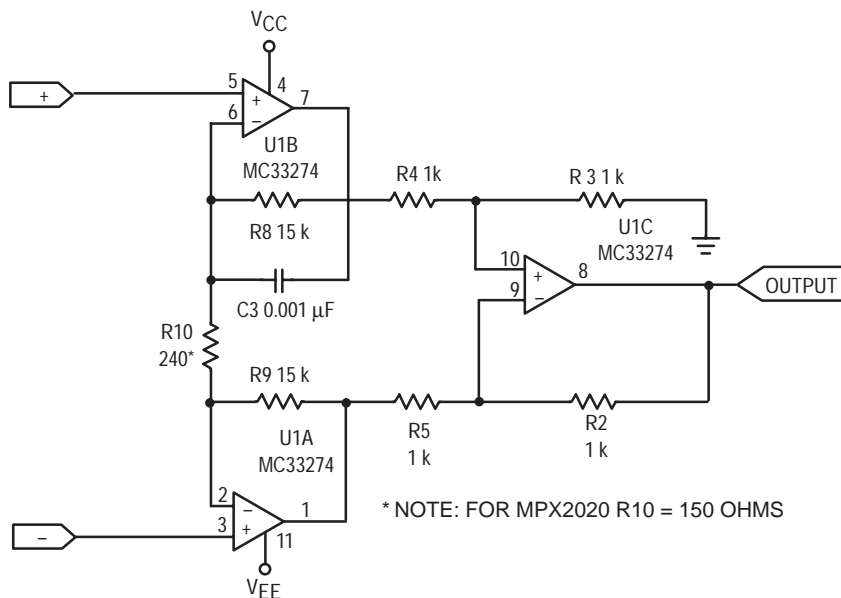 VCC
+
5
4
7
+
6
−
U1B
MC33274
R4 1k
R 3 1 k
R8 15 k
U1C
MC33274
10
+
8
9
−
OUTPUT
C3 0.001 µF
R10
240*
R9 15 k
R5
1 k
R2
1 k
U1A
MC33274
2
−
1
3
+
11
−
VEE
* NOTE: FOR MPX2020 R10 = 150 OHMS